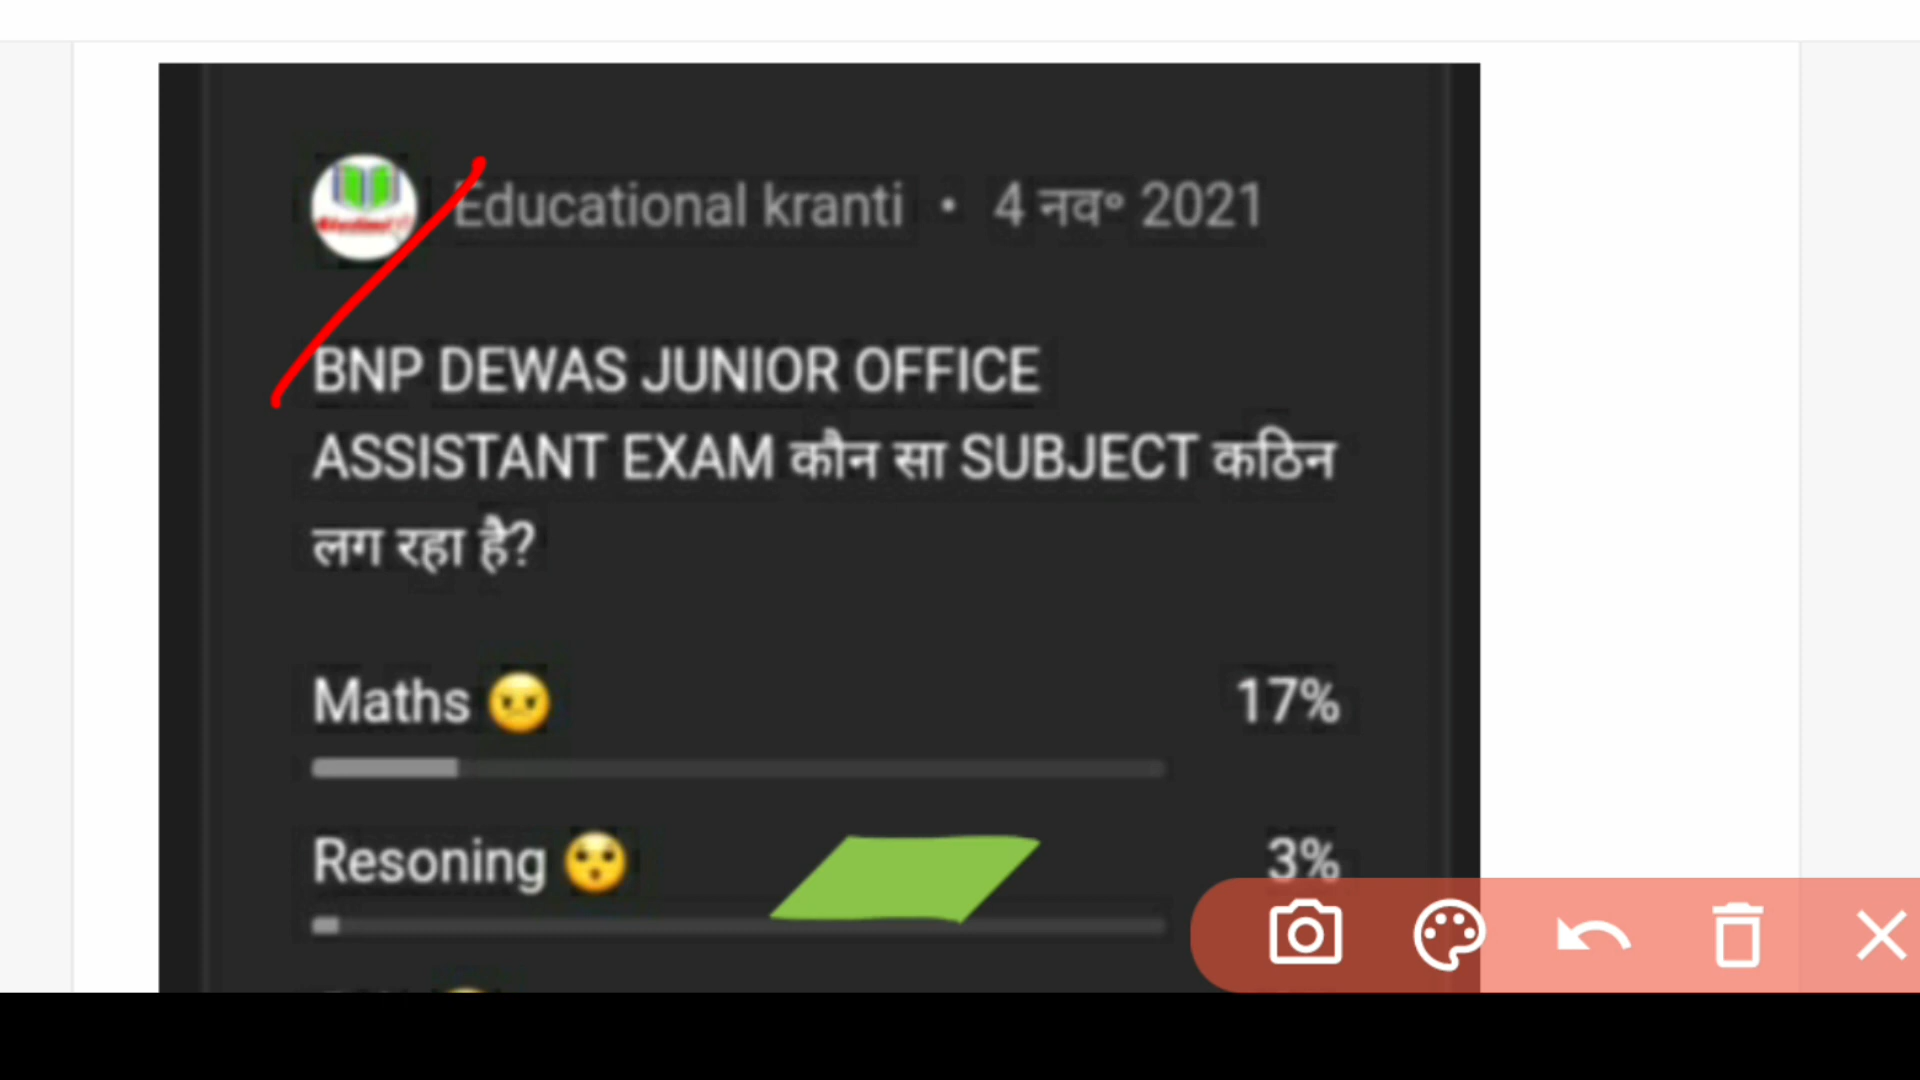 Educational kranti • 4 नव॰ 2021
BNP DEWAS JUNIOR OFFICE
ASSISTANT EXAM कौन सा SUBJECT कठिन
लग रहा है?
Maths 😠 17%
Resoning 😯 3%